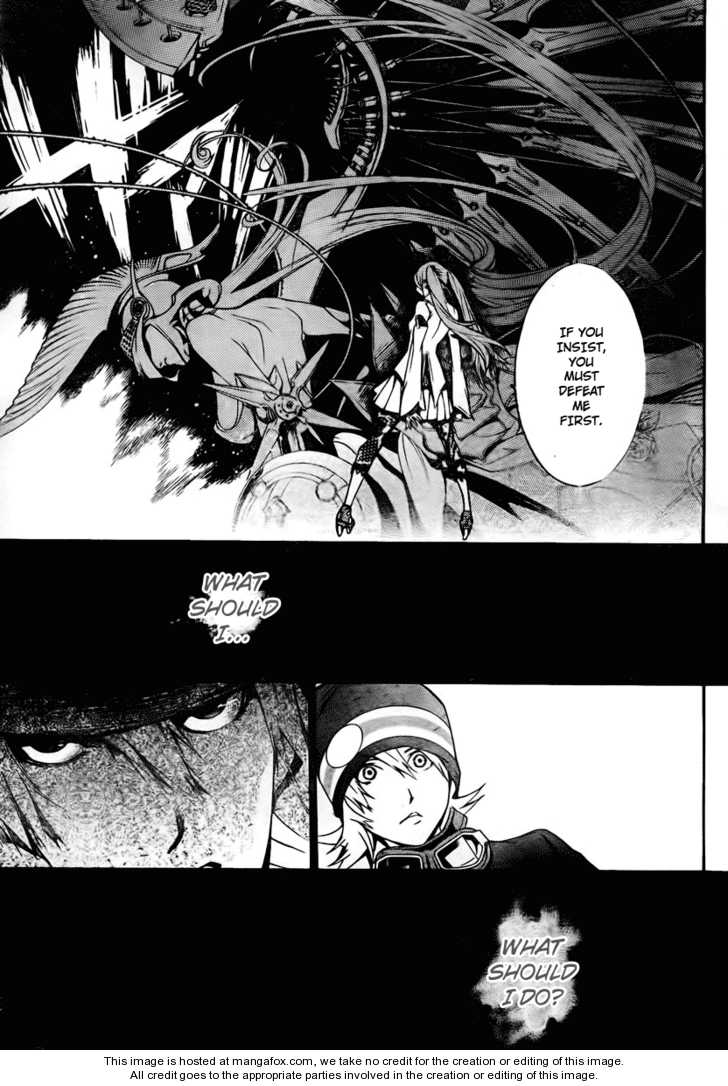 IF YOU
INSIST,
YOU
MUST
DEFEAT
ME
FIRST.
WHAT
SHOULD
I...
WHAT
SHOULD
I DO?
This image is hosted at mangafox.com, we take no credit for the creation or editing of this image.
All credit goes to the appropriate parties involved in the creation or editing of this image.